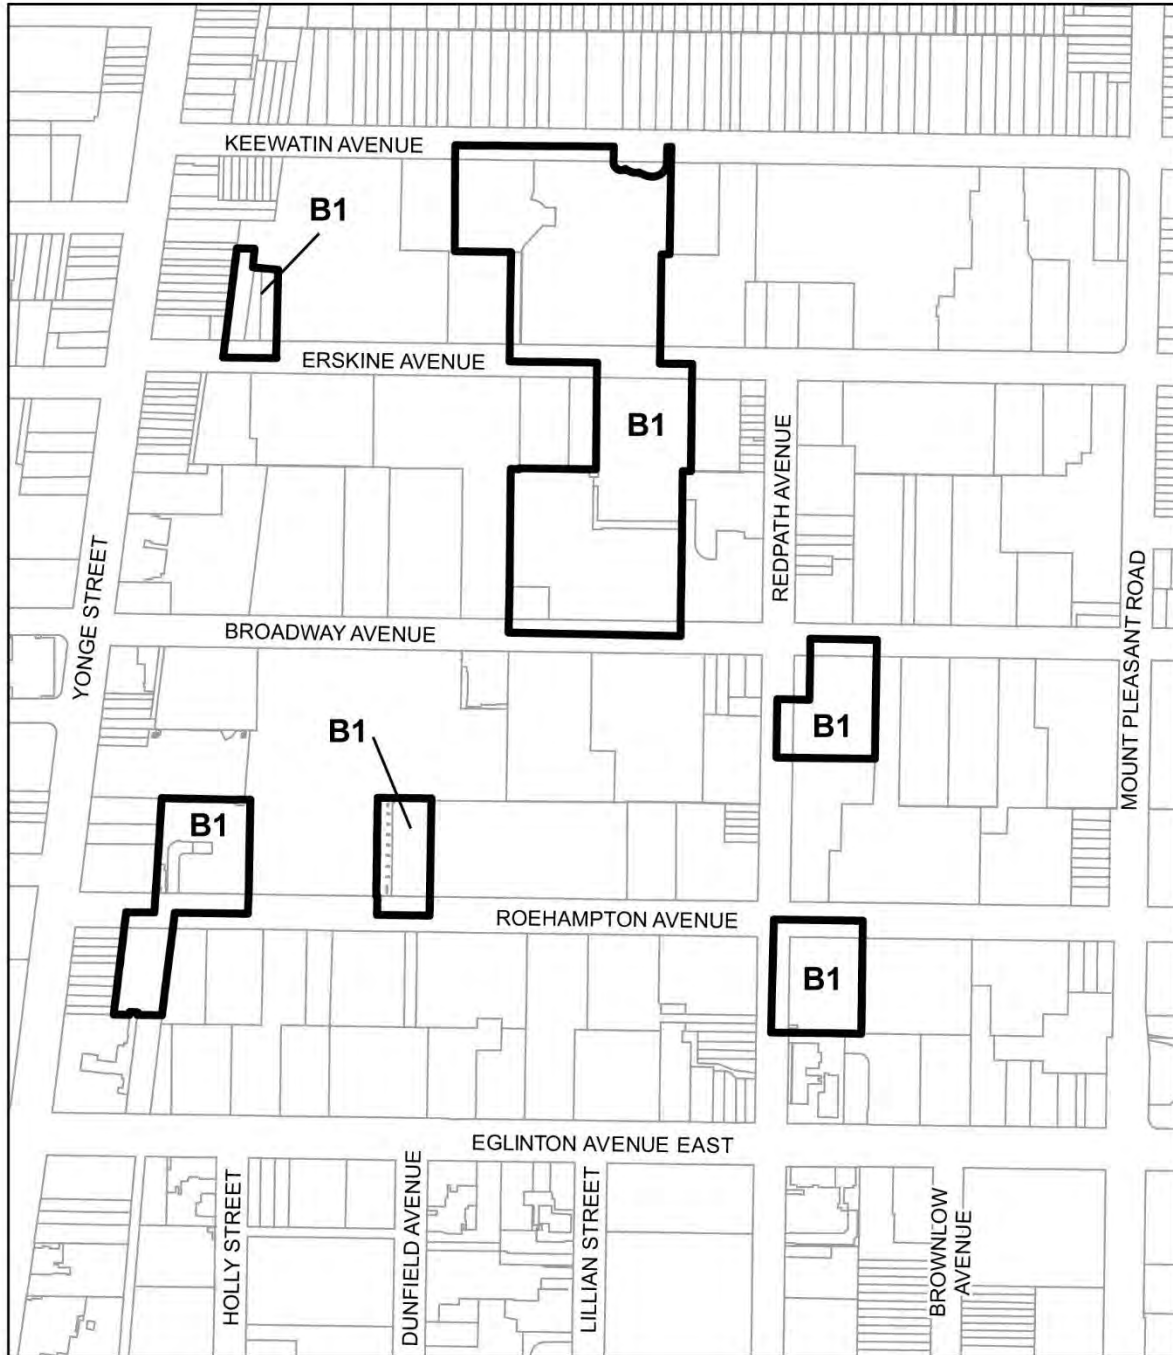 KEEWATIN AVENUE
B1
ERSKINE AVENUE
B1
REDPATH AVENUE
YONGE STREET
BROADWAY AVENUE
MOUNT PLEASANT ROAD
B1
B1
B1
ROEHAMPTON AVENUE
B1
EGLINTON AVENUE EAST
HOLLY STREET
DUNFIELD AVENUE
LILLIAN STREET
BROWNLOW
AVENUE